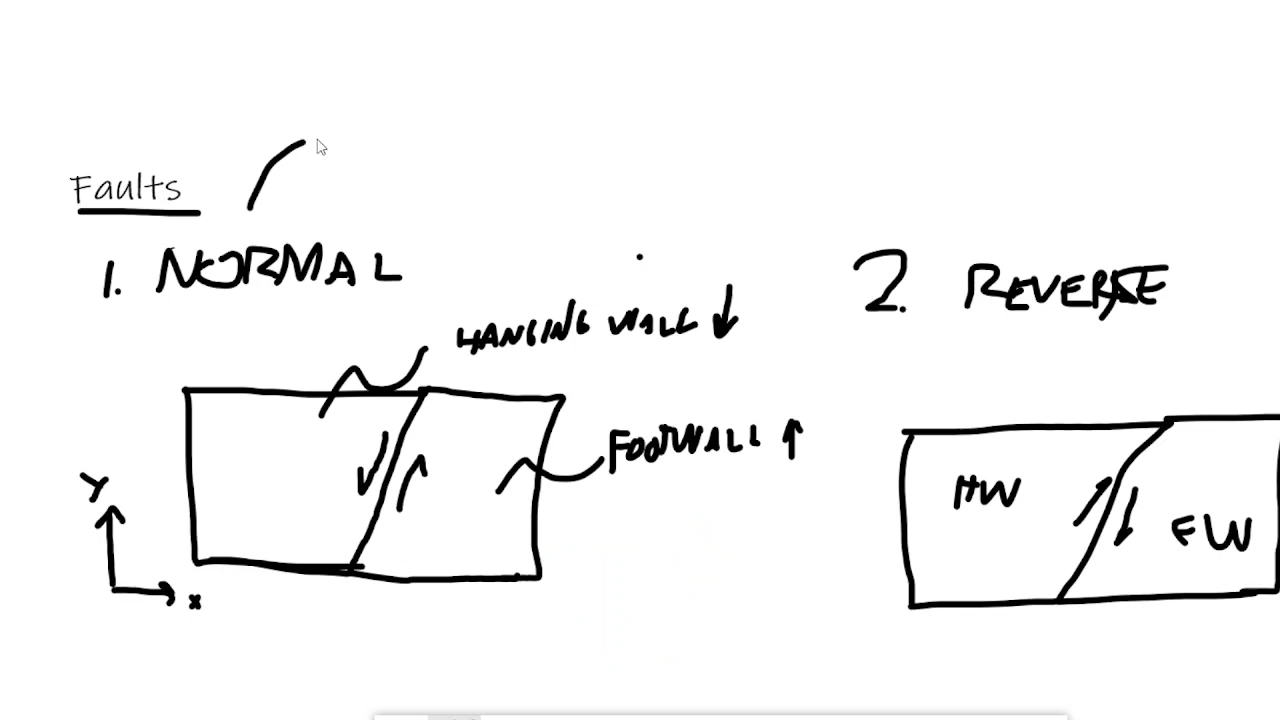 Faults
1. NORMAL
HANGING WALL ↓
FOOTWALL ↑
Y
X
2. REVERSE
HW
FW